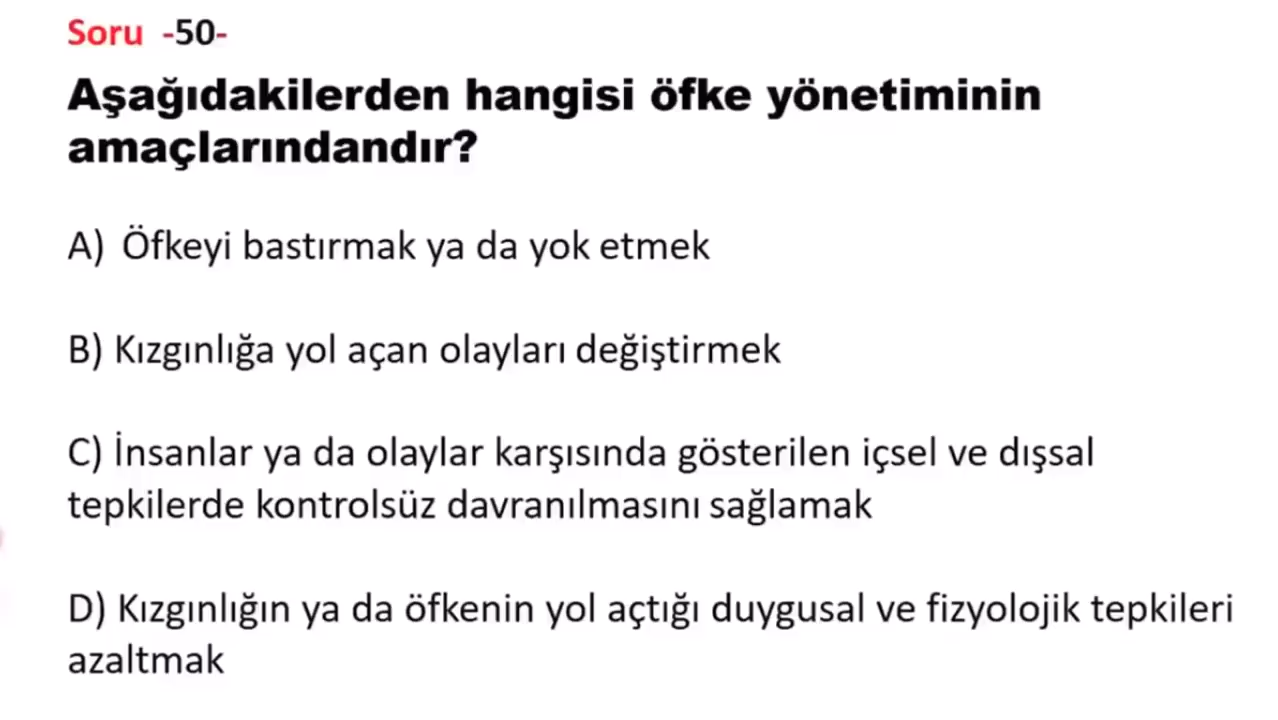 Soru -50-
Aşağıdakilerden hangisi öfke yönetiminin
amaçlarındandır?
A) Öfkeyi bastırmak ya da yok etmek
B) Kızgınlığa yol açan olayları değiştirmek
C) İnsanlar ya da olaylar karşısında gösterilen içsel ve dışsal
tepkilerde kontrolsüz davranılmasını sağlamak
D) Kızgınlığın ya da öfkenin yol açtığı duygusal ve fizyolojik tepkileri
azaltmak